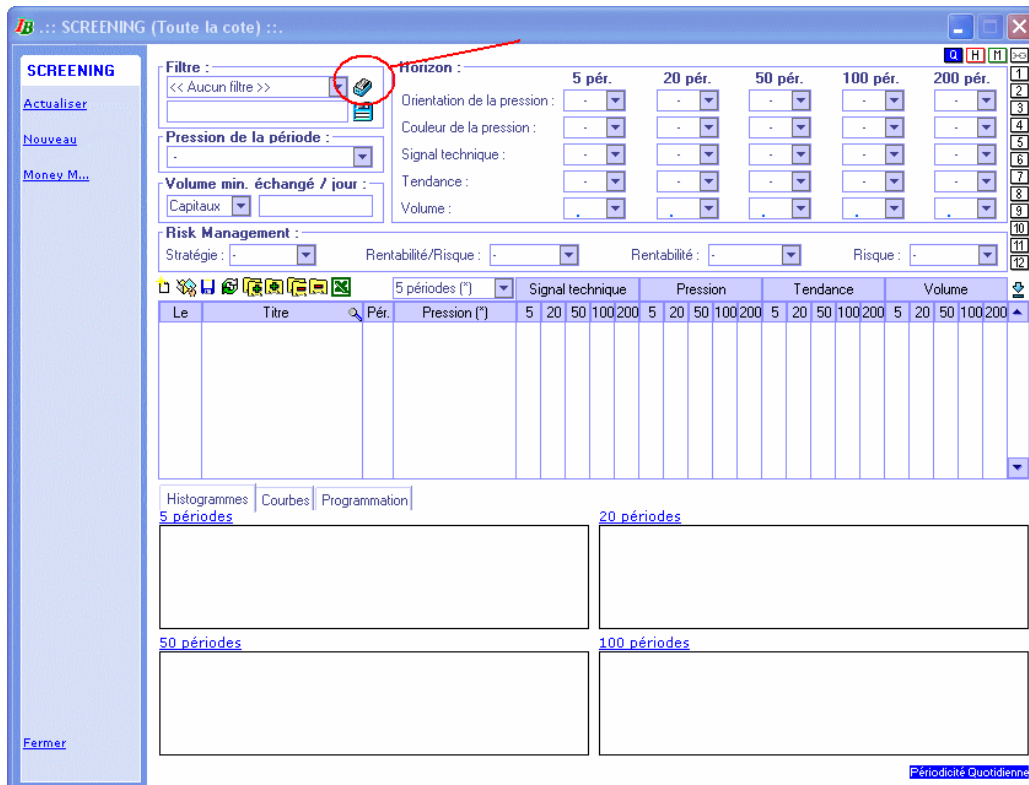 IB .:: SCREENING (Toute la cote) ::.
SCREENING
Actualiser
Nouveau
Money M...
Fermer
Filtre :
<< Aucun filtre >>
Pression de la période :
-
Volume min. échangé / jour :
Capitaux
Horizon :
5 pér. 20 pér. 50 pér. 100 pér. 200 pér.
Orientation de la pression : - - - - -
Couleur de la pression : - - - - -
Signal technique : - - - - -
Tendance : - - - - -
Volume : . . . . .
Q H M
1
2
3
4
5
6
7
8
9
10
11
12
Risk Management :
Stratégie : - Rentabilité/Risque : - Rentabilité : - Risque : -
5 périodes (*) Signal technique Pression Tendance Volume
Le Titre Pér. Pression (*) 5 20 50 100 200 5 20 50 100 200 5 20 50 100 200 5 20 50 100 200
Histogrammes Courbes Programmation
5 périodes 20 périodes
50 périodes 100 périodes
Périodicité Quotidienne